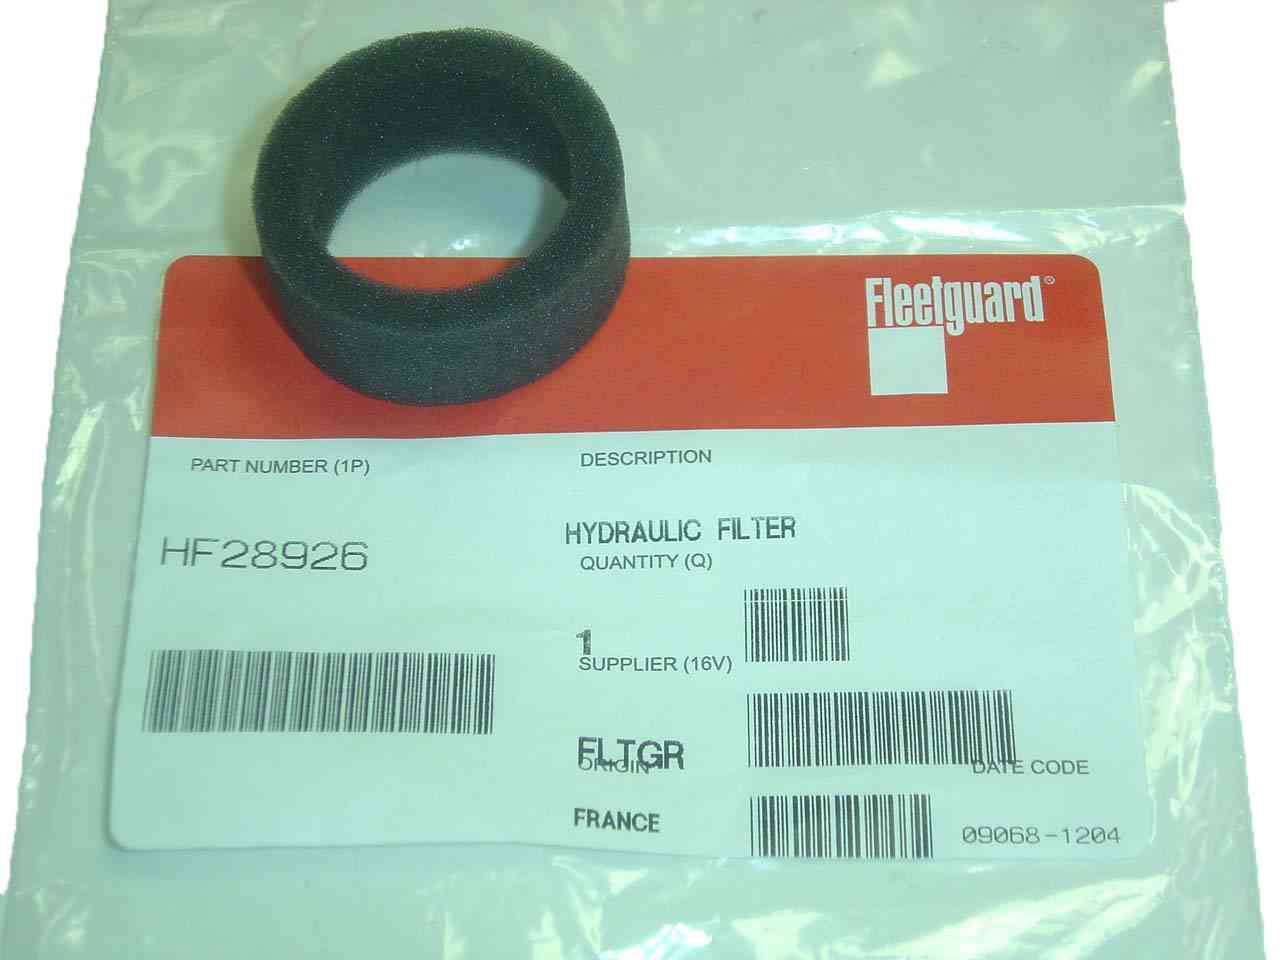 Fleetguard®
PART NUMBER (1P)
DESCRIPTION
HF28926
HYDRAULIC FILTER
QUANTITY (Q)
1
SUPPLIER (16V)
FLTGR
ORIGIN
DATE CODE
FRANCE
09068-1204